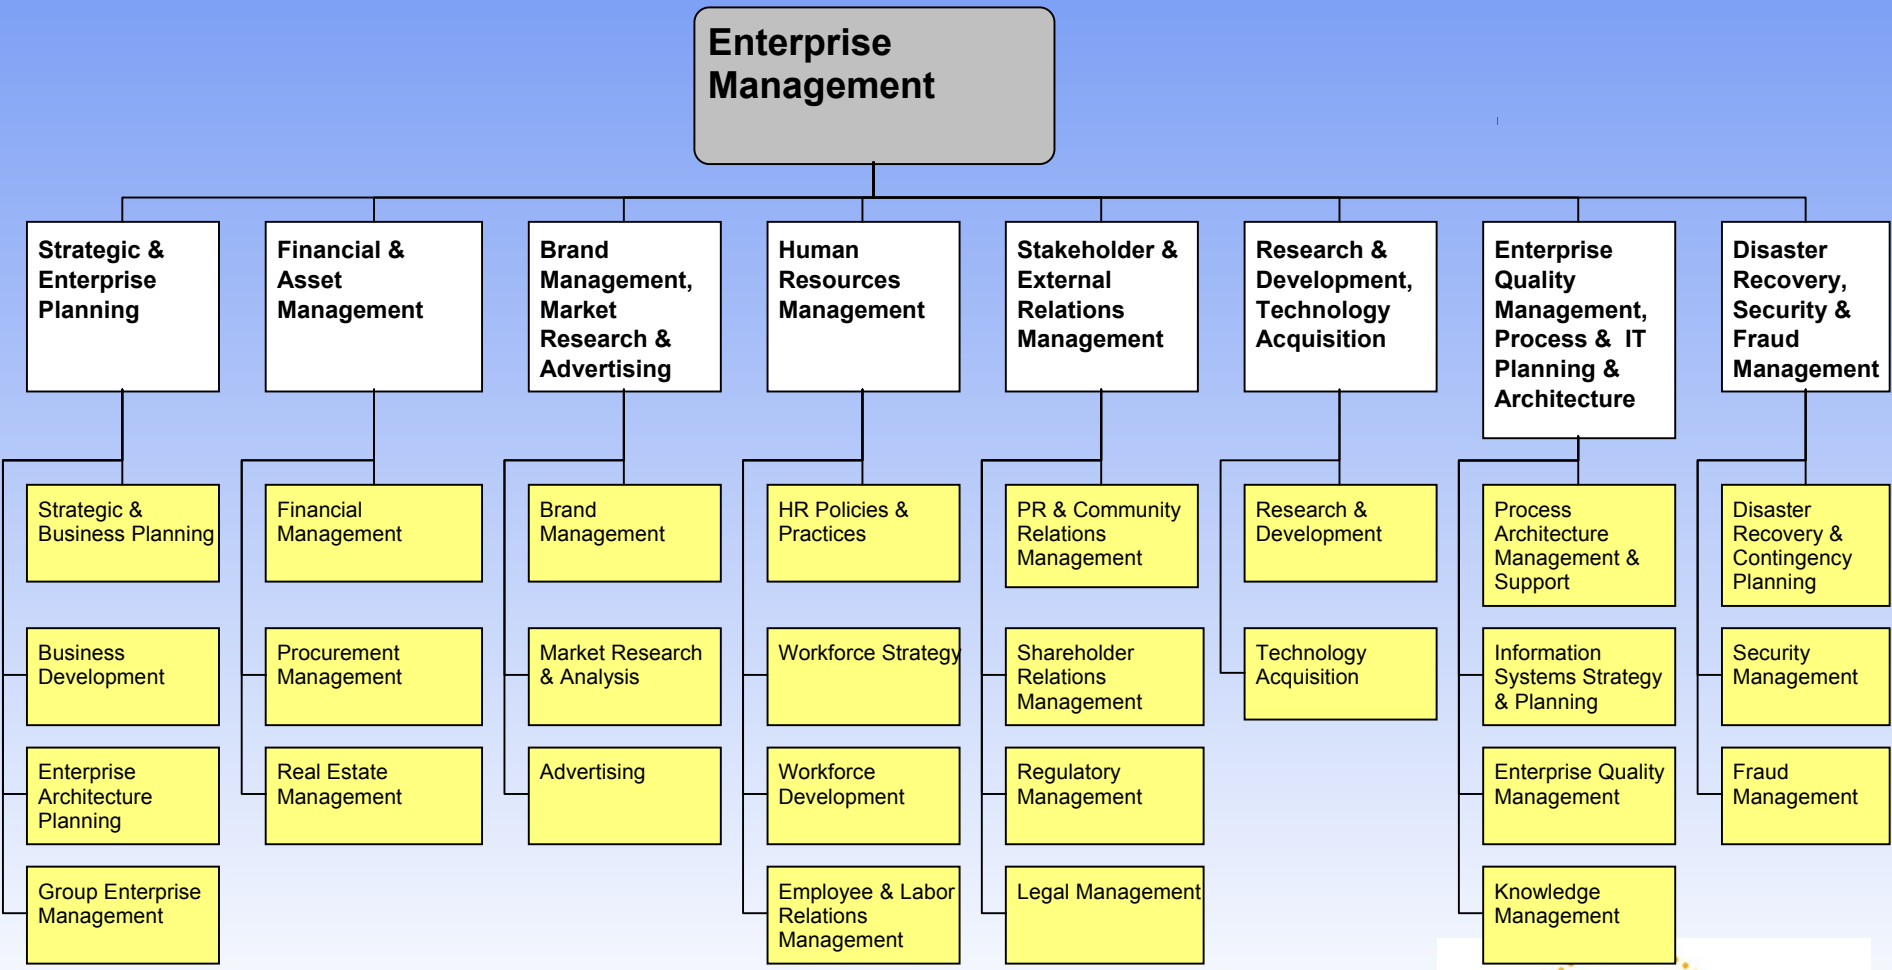 Enterprise
Management
Strategic &
Enterprise
Planning
Financial &
Asset
Management
Brand
Management,
Market
Research &
Advertising
Human
Resources
Management
Stakeholder &
External
Relations
Management
Research &
Development,
Technology
Acquisition
Enterprise
Quality
Management,
Process & IT
Planning &
Architecture
Disaster
Recovery,
Security &
Fraud
Management
Strategic &
Business Planning
Financial
Management
Brand
Management
HR Policies &
Practices
PR & Community
Relations
Management
Research &
Development
Process
Architecture
Management &
Support
Disaster
Recovery &
Contingency
Planning
Business
Development
Procurement
Management
Market Research
& Analysis
Workforce Strategy
Shareholder
Relations
Management
Technology
Acquisition
Information
Systems Strategy
& Planning
Security
Management
Enterprise
Architecture
Planning
Real Estate
Management
Advertising
Workforce
Development
Regulatory
Management
Enterprise Quality
Management
Fraud
Management
Group Enterprise
Management
Employee & Labor
Relations
Management
Legal Management
Knowledge
Management